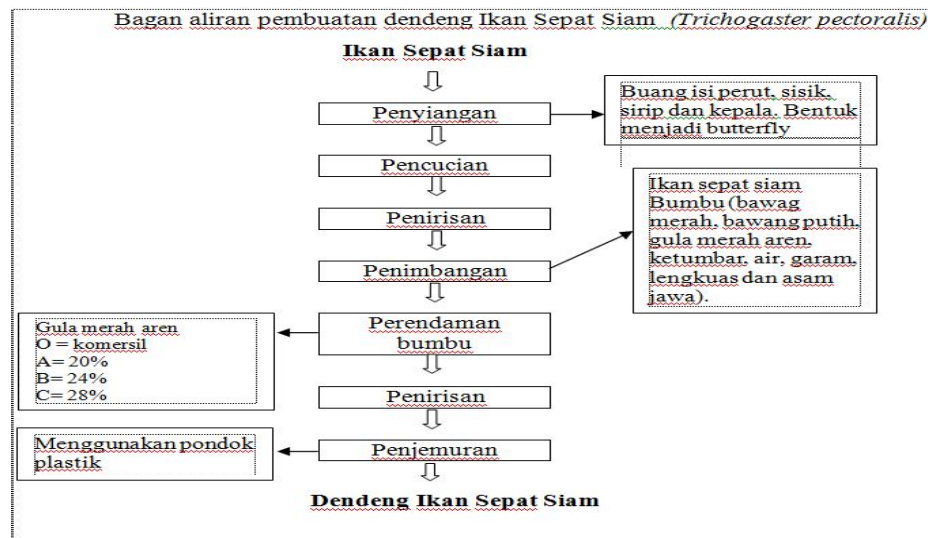 Bagan aliran pembuatan dendeng Ikan Sepat Siam (Trichogaster pectoralis)
Ikan Sepat Siam
Penyiangan
Buang isi perut, sisik,
sirip dan kepala. Bentuk
menjadi butterfly
Pencucian
Penirisan
Penimbangan
Ikan sepat siam
Bumbu (bawag
merah, bawang putih,
gula merah aren,
ketumbar, air, garam,
lengkuas dan asam
jawa).
Perendaman
bumbu
Gula merah aren
O = komersil
A= 20%
B= 24%
C= 28%
Penirisan
Penjemuran
Menggunakan pondok
plastik
Dendeng Ikan Sepat Siam